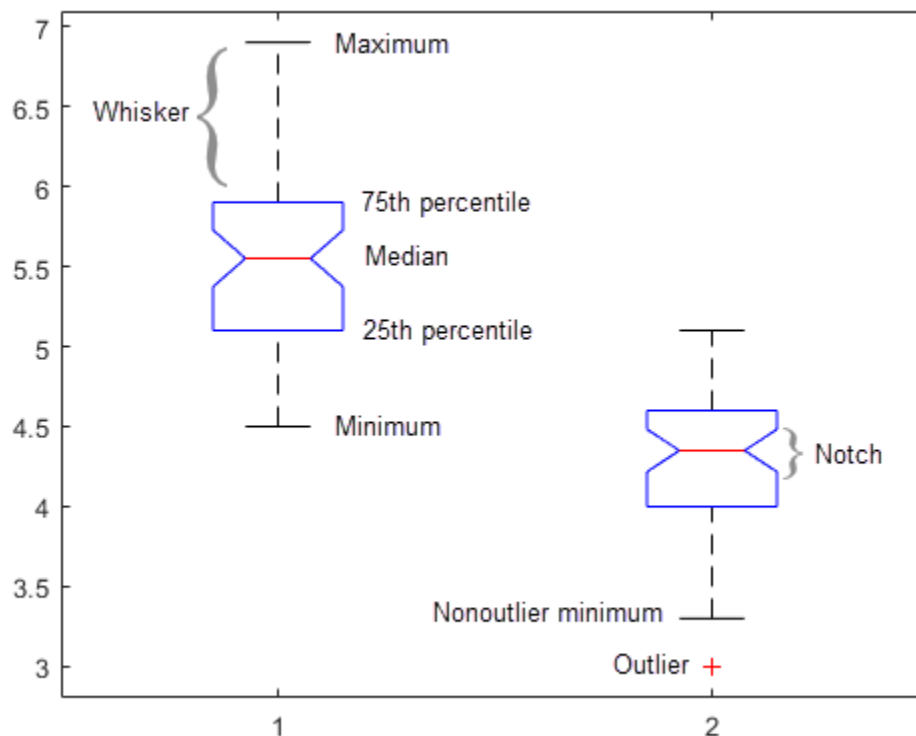 7
Maximum
6.5
Whisker
6
75th percentile
Median
5.5
25th percentile
5
4.5
Minimum
Notch
4
3.5
Nonoutlier minimum
3
Outlier
1
2